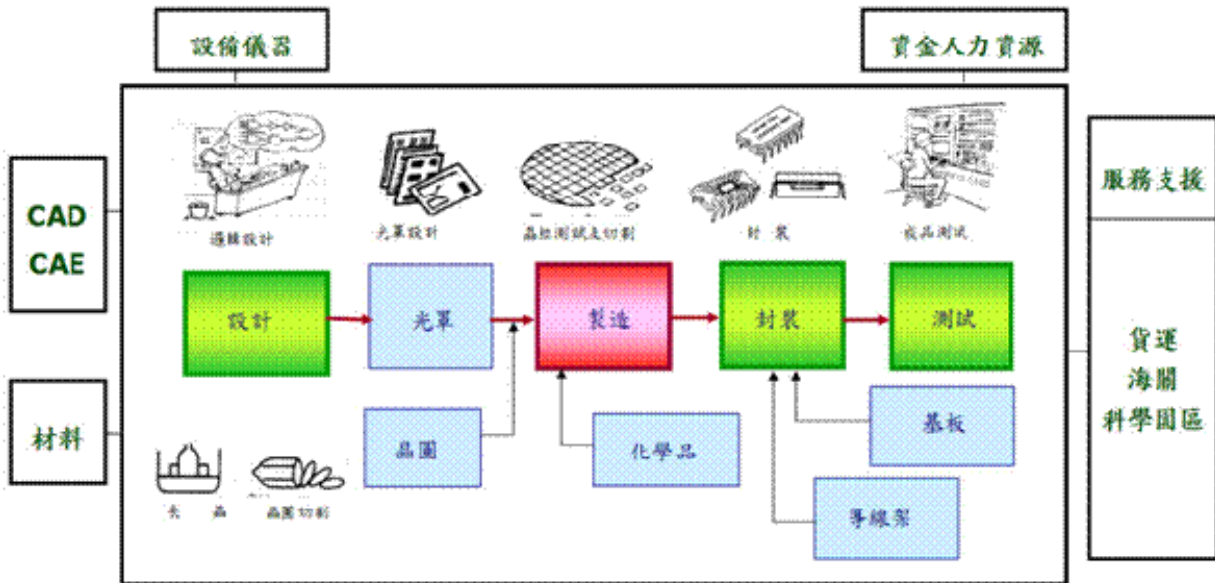 設備儀器
資金人力資源
CAD
CAE
材料
服務支援
貨運
海關
科學園區
邏輯設計
光罩設計
晶粒測試及切割
封 裝
成品測試
設計
光罩
製造
封裝
測試
晶圓
化學品
基板
導線架
長 晶
晶圓切割